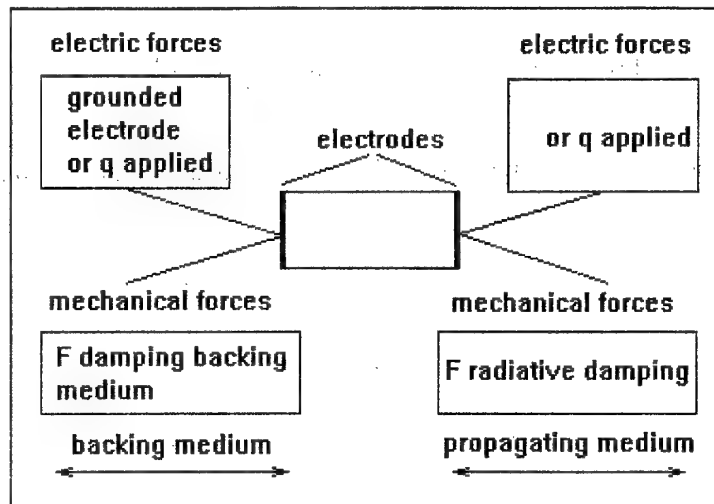 electric forces
grounded
electrode
or q applied
electrodes
electric forces
or q applied
mechanical forces
F damping backing
medium
backing medium
mechanical forces
F radiative damping
propagating medium